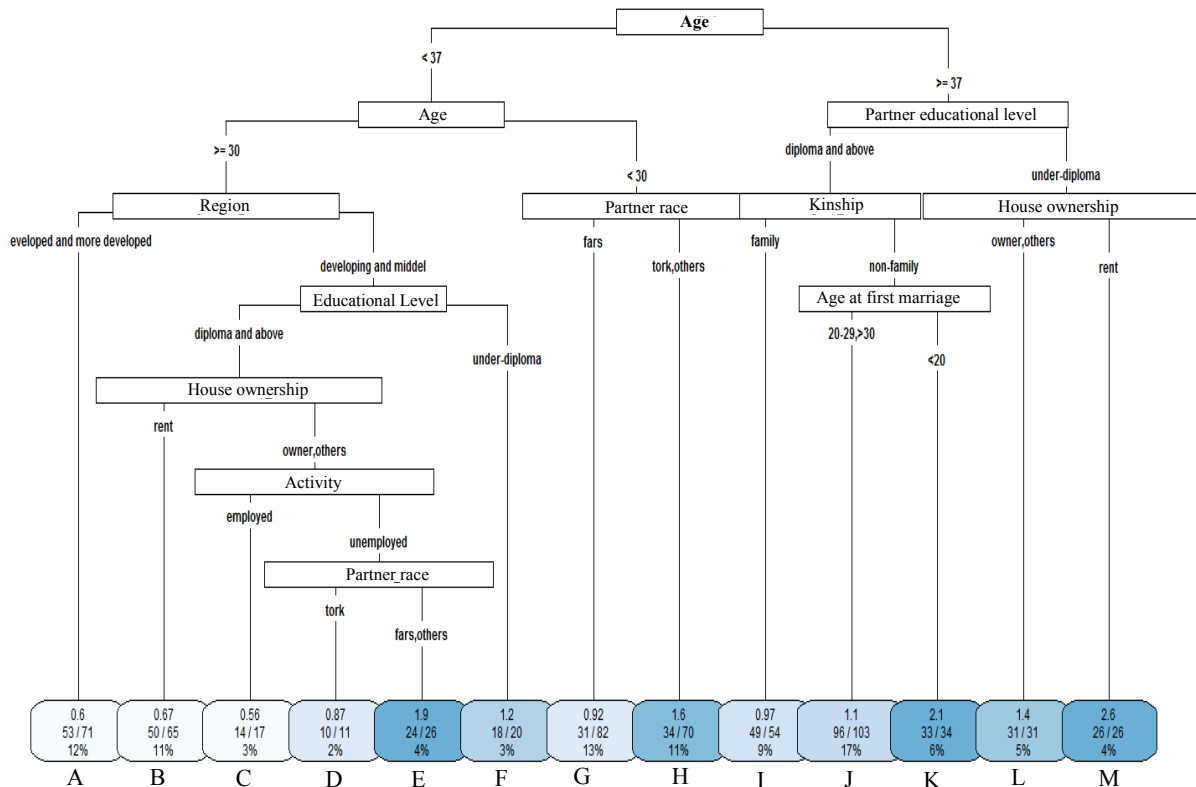 Age
< 37
>= 37
Age
Partner educational level
>= 30
diploma and above
< 30
under-diploma
Region
Partner race
Kinship
House ownership
eveloped and more developed
fars
family
owner,others
developing and middel
tork,others
non-family
rent
Educational Level
Age at first marriage
diploma and above
20-29,>30
under-diploma
<20
House ownership
rent
owner,others
Activity
employed
unemployed
Partner race
tork
fars,others
0.6 0.67 0.56 0.87 1.9 1.2 0.92 1.6 0.97 1.1 2.1 1.4 2.6
53 / 71 50 / 65 14 / 17 10 / 11 24 / 26 18 / 20 31 / 82 34 / 70 49 / 54 96 / 103 33 / 34 31 / 31 26 / 26
12% 11% 3% 2% 4% 3% 13% 11% 9% 17% 6% 5% 4%
A B C D E F G H I J K L M